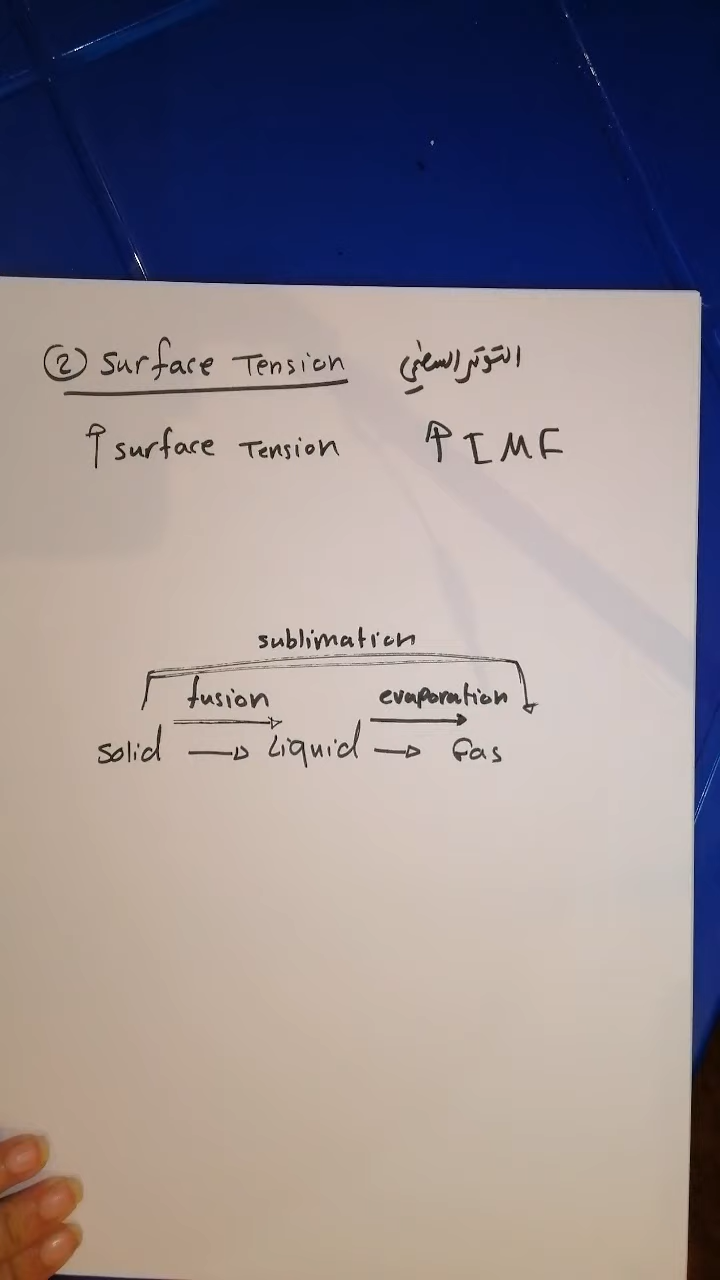 ② Surface Tension التوتر السطحي
↑ surface Tension ↑ IMF
sublimation
fusion evaporation
Solid → Liquid → Gas